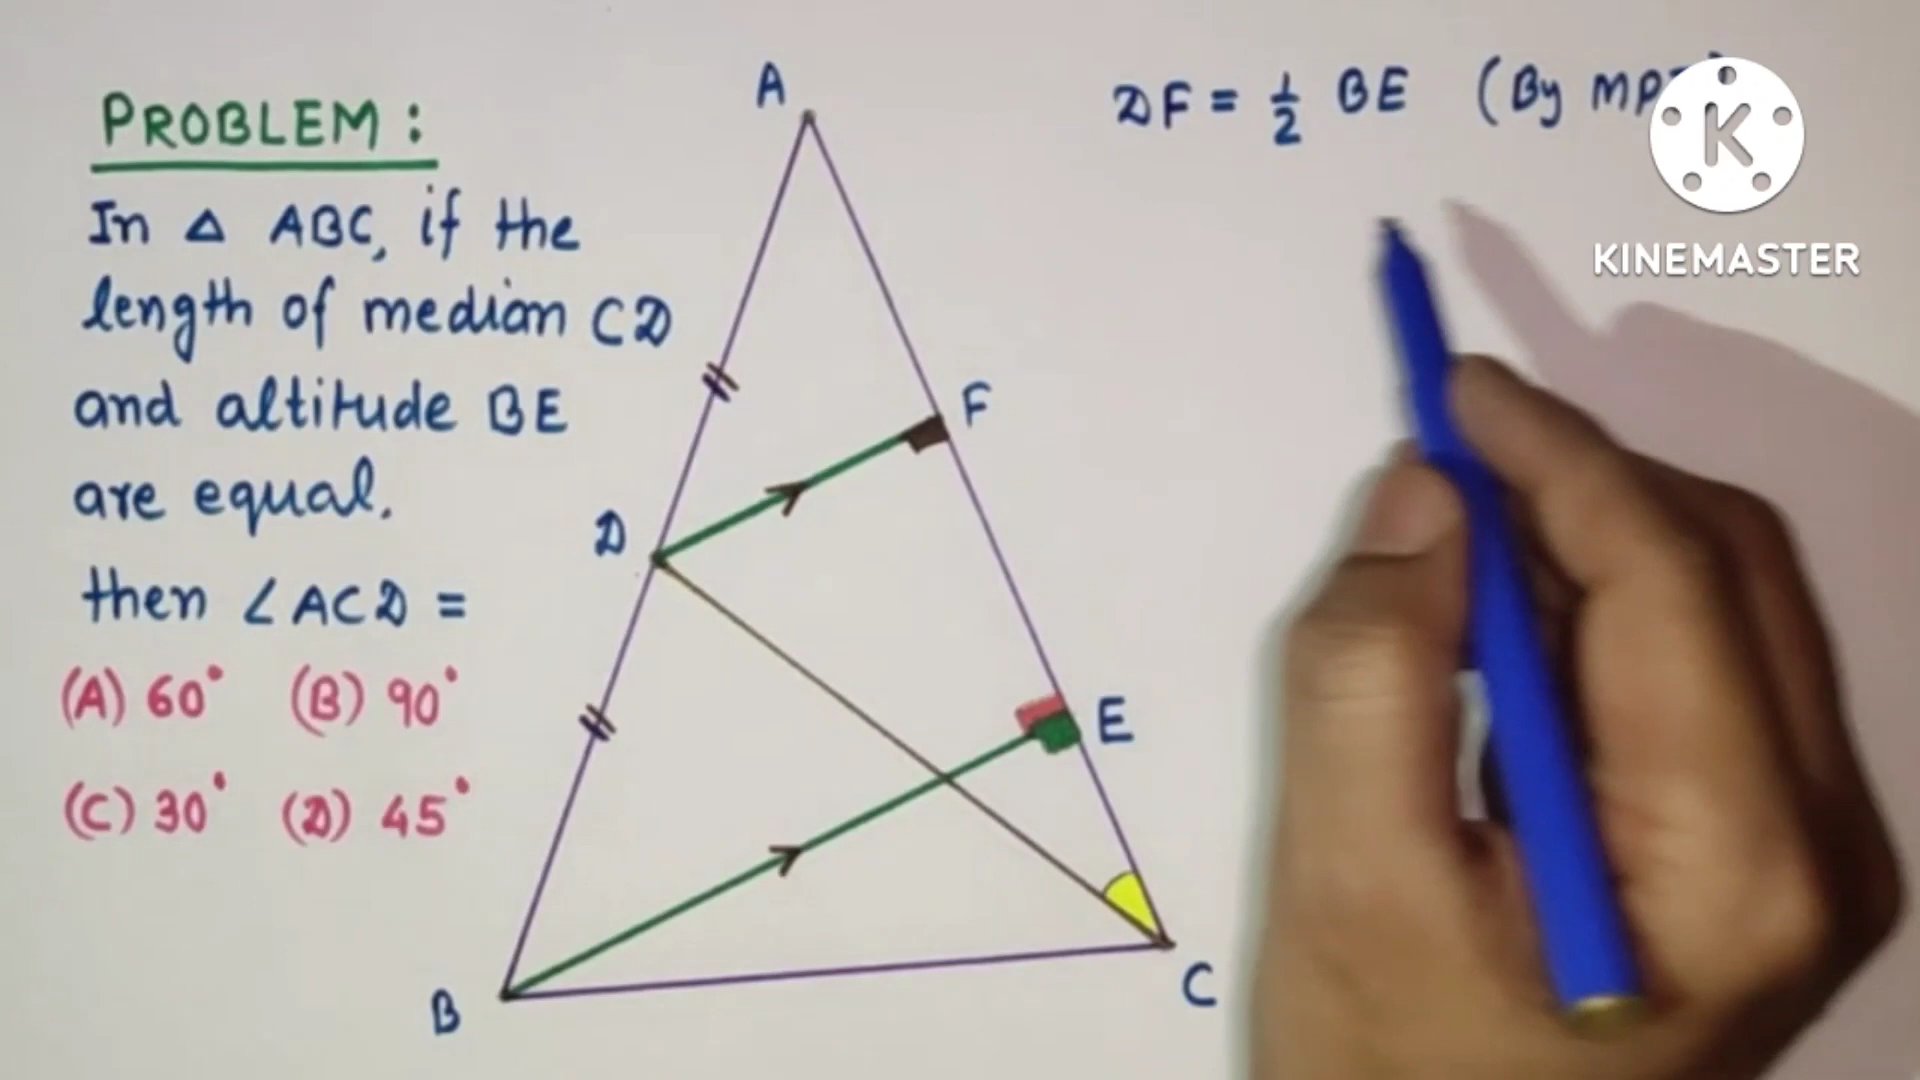 PROBLEM :
In △ ABC, if the
length of median CD
and altitude BE
are equal.
then ∠ACD =
(A) 60° (B) 90°
(C) 30° (D) 45°
A
F
D
E
B
C
DF = 1/2 BE (By
K
KINEMASTER